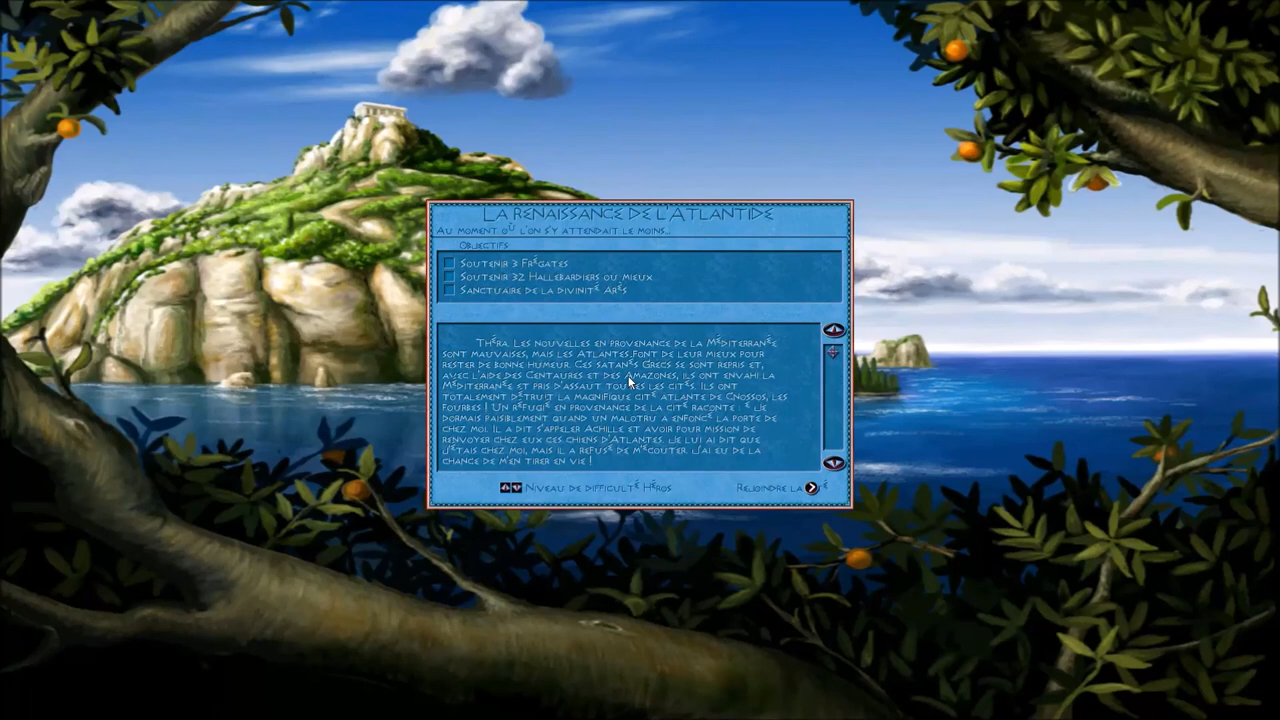 La renaissance de l'Atlantide
Au moment où l'on s'y attendait le moins...
Objectifs
Soutenir 3 Frégates
Soutenir 32 Hallebardiers ou mieux
Sanctuaire de la divinité Arès
Théra. Les nouvelles en provenance de la Méditerranée
sont mauvaises, mais les Atlantes font de leur mieux pour
rester de bonne humeur. Ces satanés Grecs se sont repris et,
avec l'aide des Centaures et des Amazones, ils ont envahi la
Méditerranée et pris d'assaut toutes les cités. Ils ont
totalement détruit la magnifique cité atlante de Cnossos, les
fourbes ! Un réfugié en provenance de la cité raconte : « Je
dormais paisiblement quand un malotru a enfoncé la porte de
chez moi. Il a dit s'appeler Achille et avoir pour mission de
renvoyer chez eux ces chiens d'Atlantes. Je lui ai dit que
j'étais chez moi, mais il a refusé de m'écouter. J'ai eu de la
chance de m'en tirer en vie !
Niveau de difficulté Héros
Rejoindre la